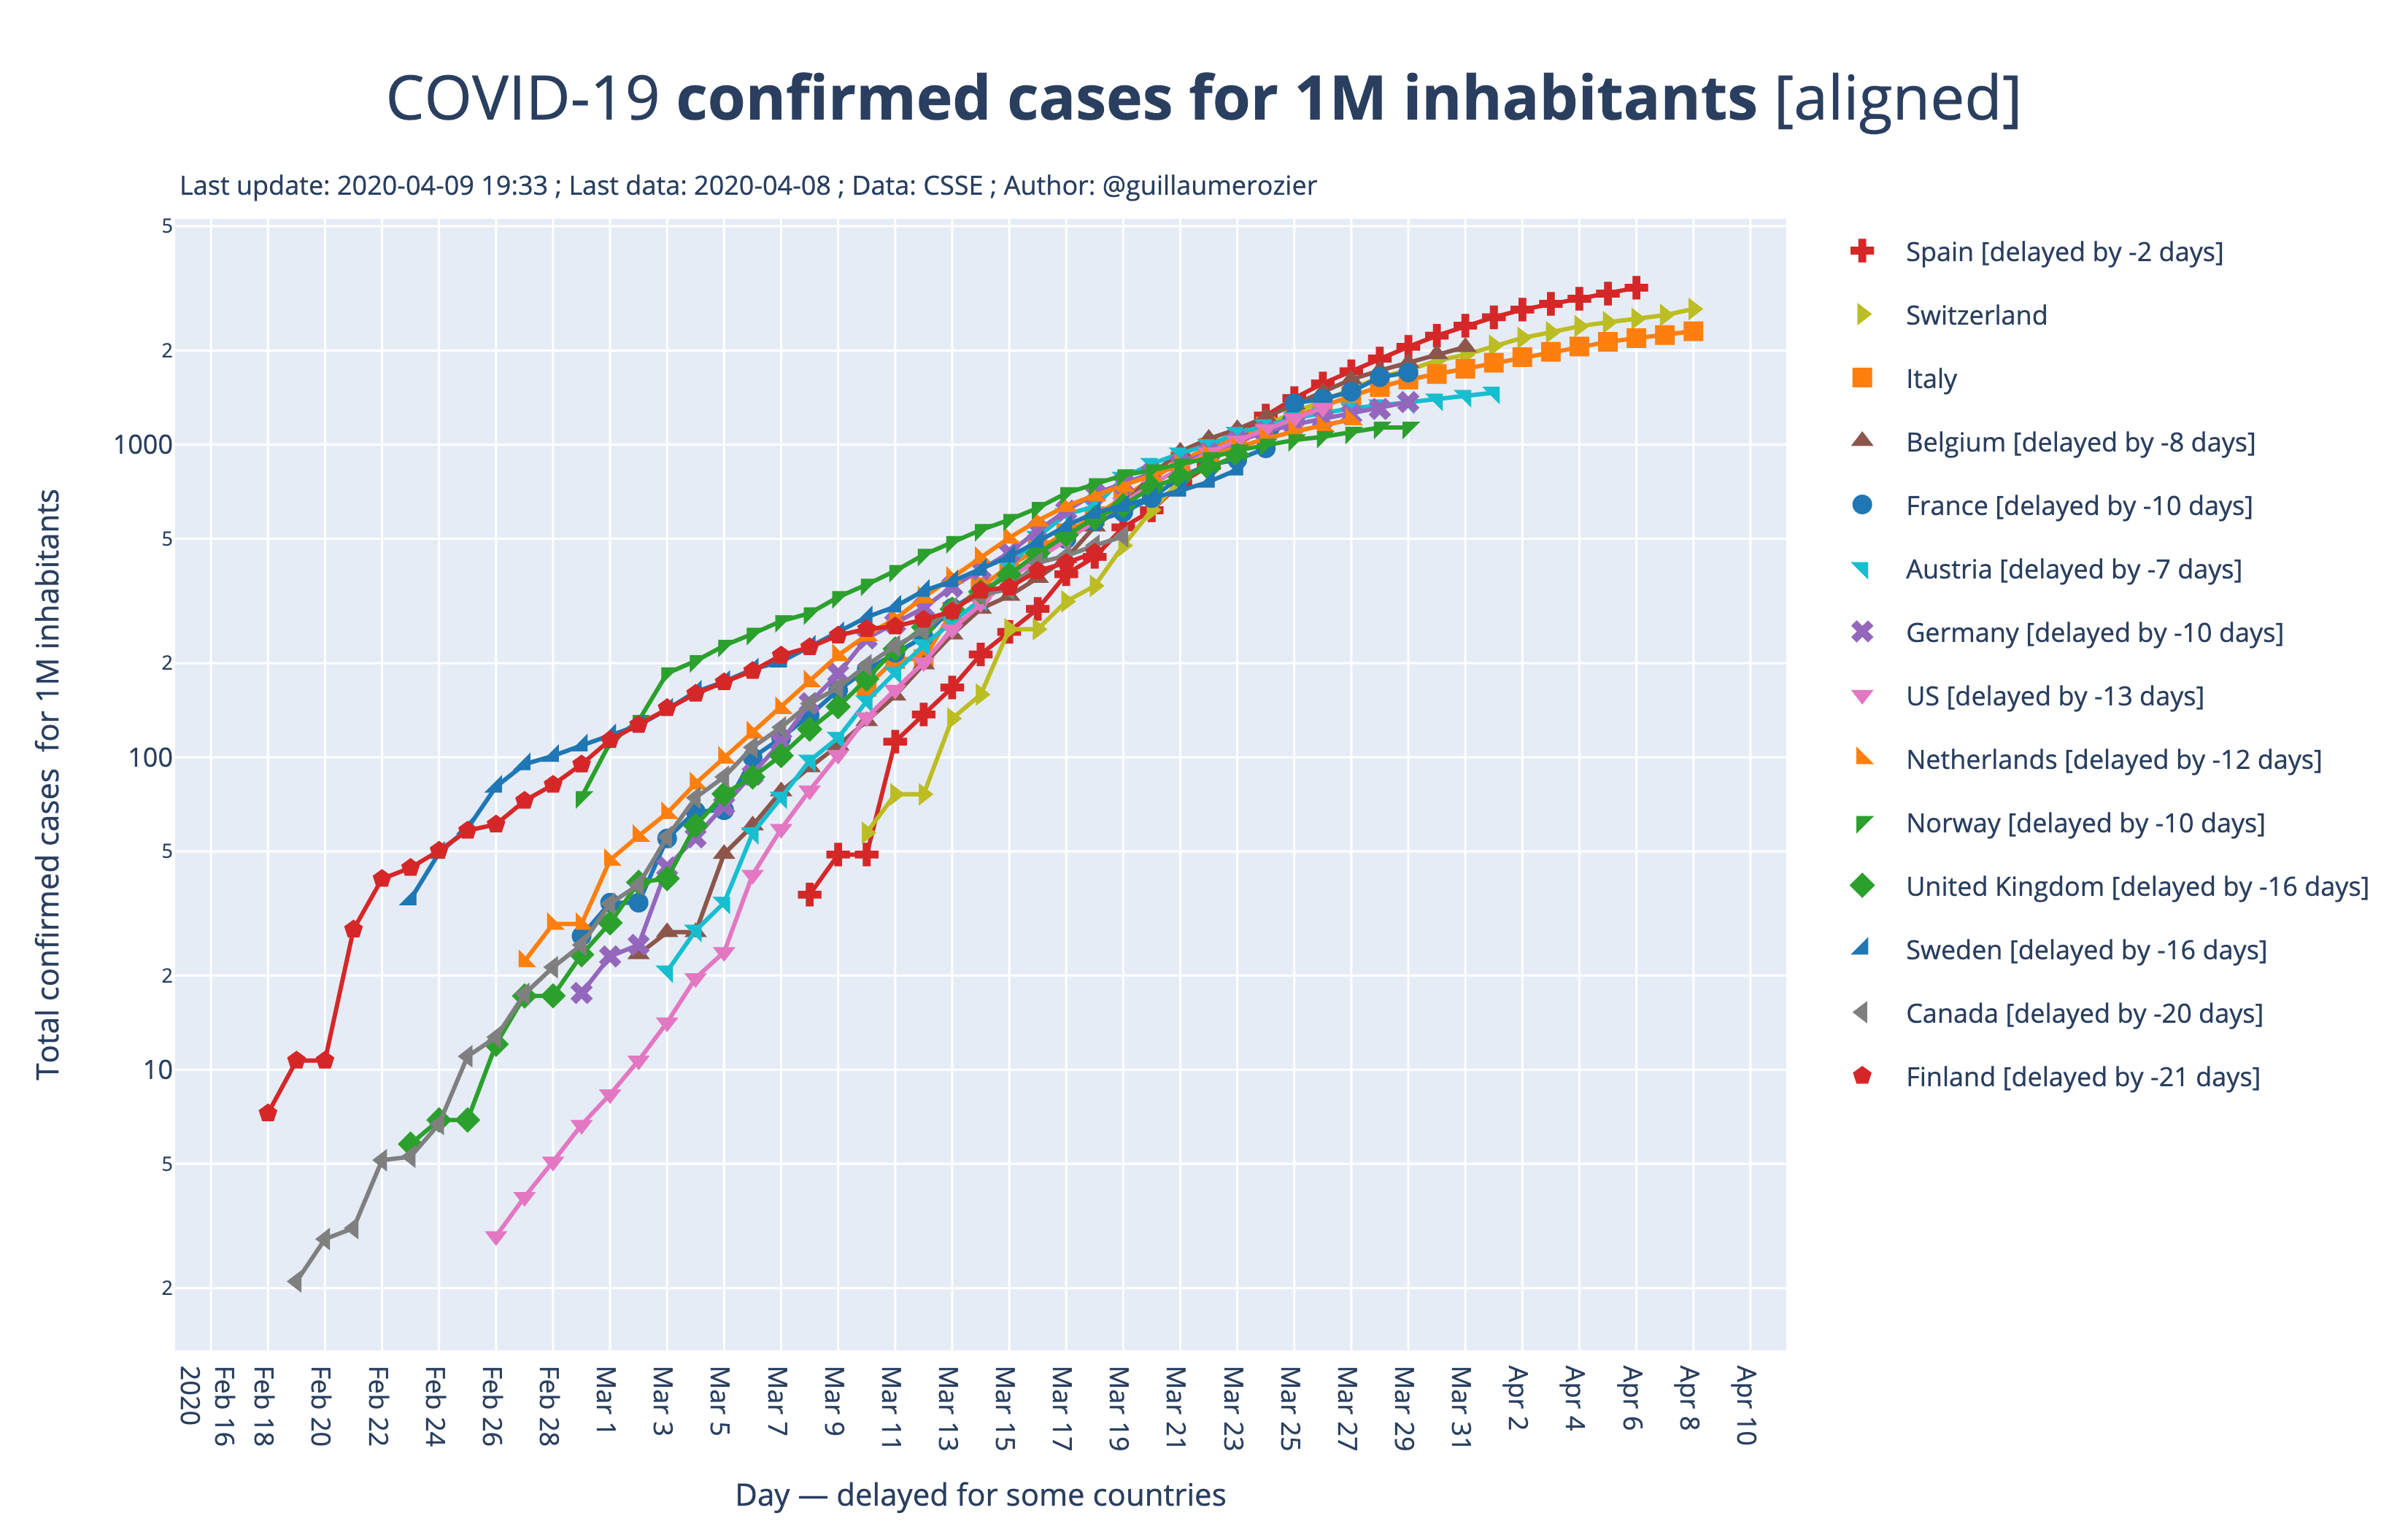 COVID-19 confirmed cases for 1M inhabitants [aligned]
Last update: 2020-04-09 19:33 ; Last data: 2020-04-08 ; Data: CSSE ; Author: @guillaumerozier
5
2
1000
5
2
100
5
2
10
5
2
Total confirmed cases for 1M inhabitants
Spain [delayed by -2 days]
Switzerland
Italy
Belgium [delayed by -8 days]
France [delayed by -10 days]
Austria [delayed by -7 days]
Germany [delayed by -10 days]
US [delayed by -13 days]
Netherlands [delayed by -12 days]
Norway [delayed by -10 days]
United Kingdom [delayed by -16 days]
Sweden [delayed by -16 days]
Canada [delayed by -20 days]
Finland [delayed by -21 days]
Feb 16
2020
Feb 18
Feb 20
Feb 22
Feb 24
Feb 26
Feb 28
Mar 1
Mar 3
Mar 5
Mar 7
Mar 9
Mar 11
Mar 13
Mar 15
Mar 17
Mar 19
Mar 21
Mar 23
Mar 25
Mar 27
Mar 29
Mar 31
Apr 2
Apr 4
Apr 6
Apr 8
Apr 10
Day — delayed for some countries